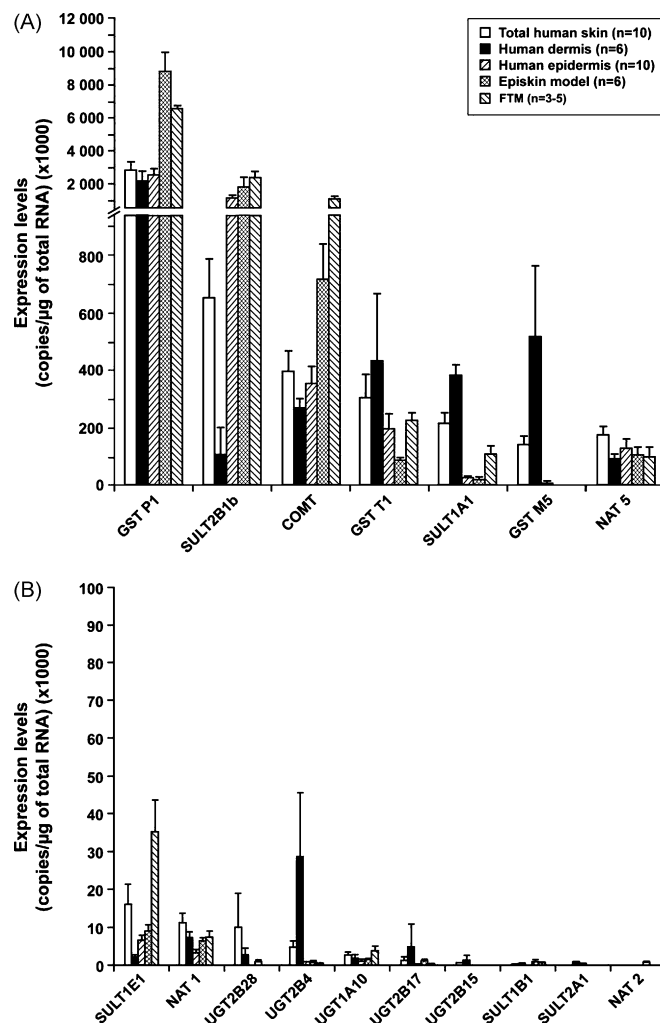 (A)
12 000
10 000
8 000
6 000
4 000
2 000
800
600
400
200
0
Expression levels
(copies/µg of total RNA) (x1000)
Total human skin (n=10)
Human dermis (n=6)
Human epidermis (n=10)
Episkin model (n=6)
FTM (n=3-5)
GST P1
SULT2B1b
COMT
GST T1
SULT1A1
GST M5
NAT 5
(B)
100
90
80
70
60
50
40
30
20
10
0
Expression levels
(copies/µg of total RNA) (x1000)
SULT1E1
NAT 1
UGT2B28
UGT2B4
UGT1A10
UGT2B17
UGT2B15
SULT1B1
SULT2A1
NAT 2